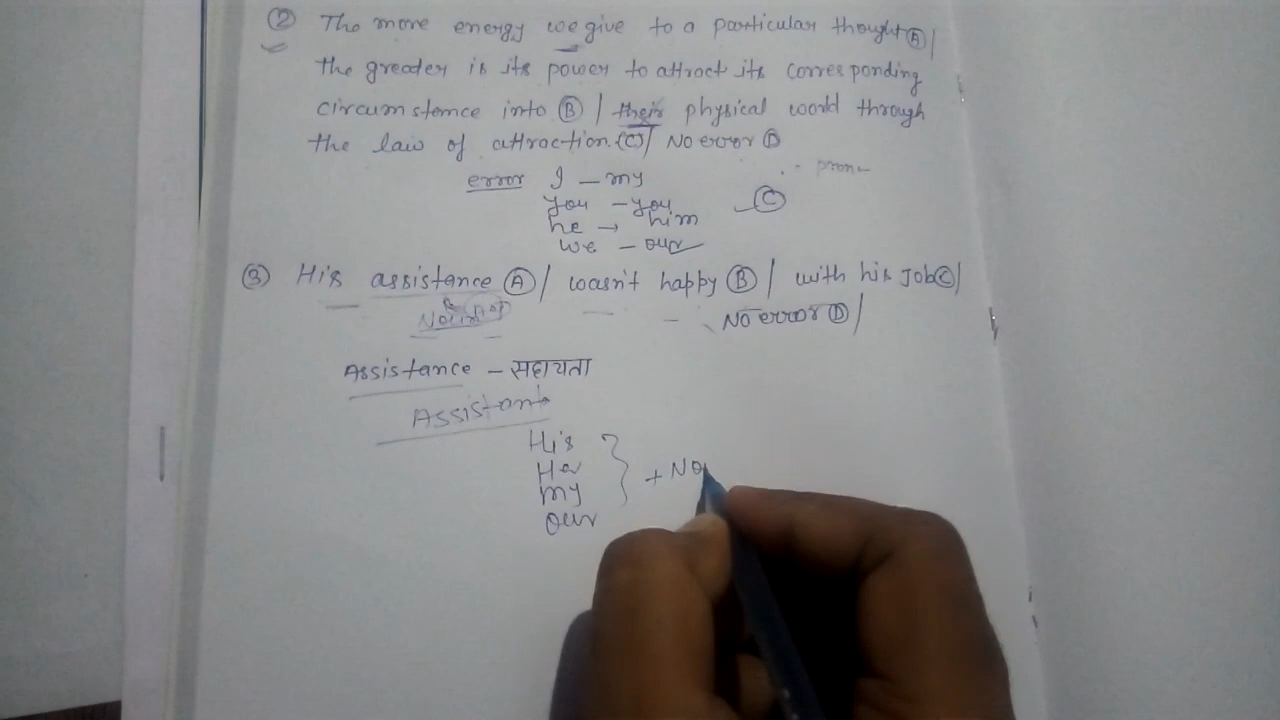 ② The more energy we give to a particular thought Ⓐ/
the greater is its power to attract its corresponding
circumstance into Ⓑ / their physical world through
the law of attraction. (C)/ No error Ⓓ
error I - my
you - you
he → him
we - our
Ⓒ
③ His assistance Ⓐ/ wasn't happy Ⓑ/ with his Job Ⓒ/
No error Ⓓ/
Assistance - सहायता
Assistant
His
Her
my
our
+ No